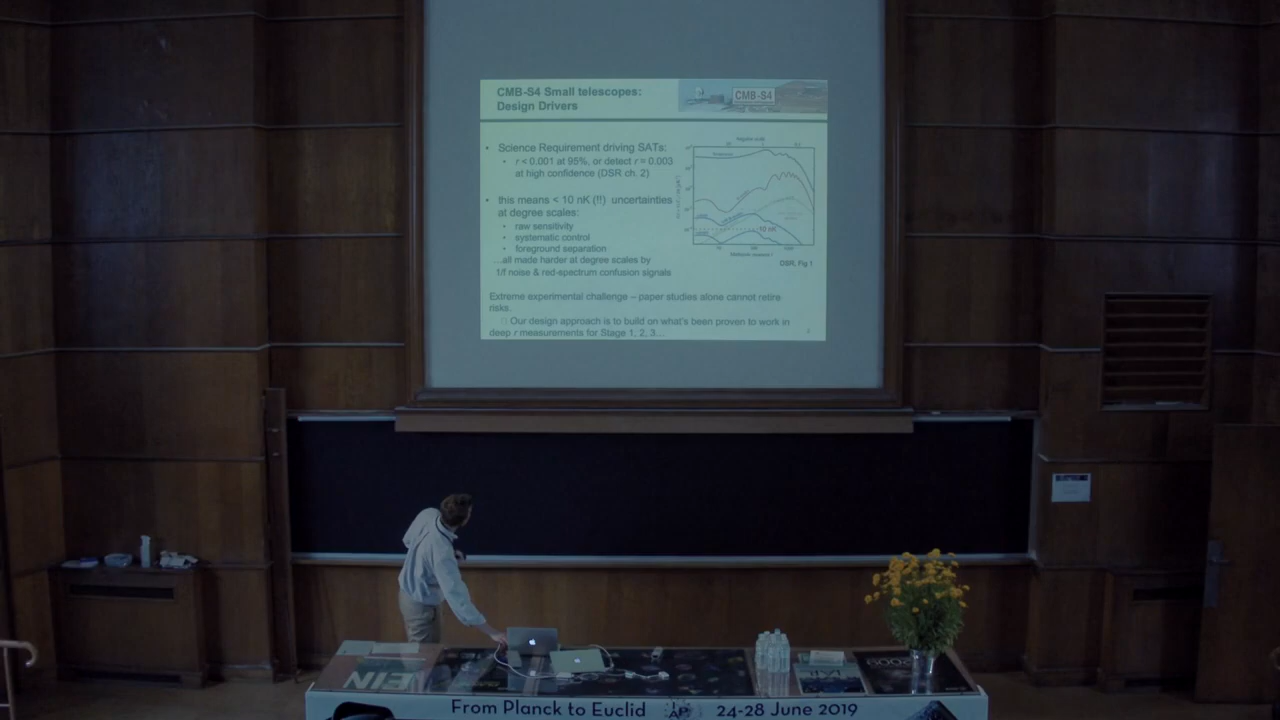 CMB-S4 Small telescopes:
Design Drivers
CMB-S4
• Science Requirement driving SATs:
• r < 0.001 at 95%, or detect r = 0.003
at high confidence (DSR ch. 2)
• this means < 10 nK (!!) uncertainties
at degree scales:
• raw sensitivity
• systematic control
• foreground separation
…all made harder at degree scales by
1/f noise & red-spectrum confusion signals
10 nK
DSR, Fig 1
Extreme experimental challenge – paper studies alone cannot retire
risks.
Our design approach is to build on what's been proven to work in
deep r measurements for Stage 1, 2, 3…
From Planck to Euclid
24-28 June 2019